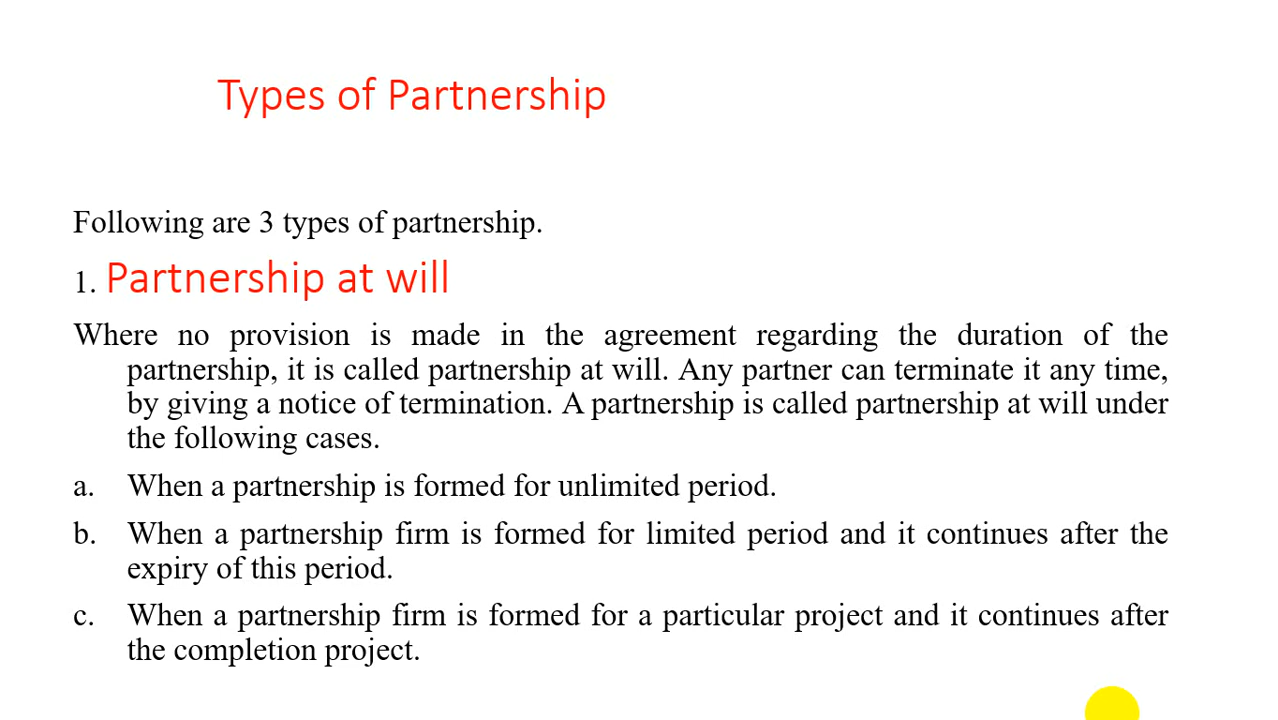 Types of Partnership
Following are 3 types of partnership.
1. Partnership at will
Where no provision is made in the agreement regarding the duration of the
partnership, it is called partnership at will. Any partner can terminate it any time,
by giving a notice of termination. A partnership is called partnership at will under
the following cases.
a. When a partnership is formed for unlimited period.
b. When a partnership firm is formed for limited period and it continues after the
expiry of this period.
c. When a partnership firm is formed for a particular project and it continues after
the completion project.